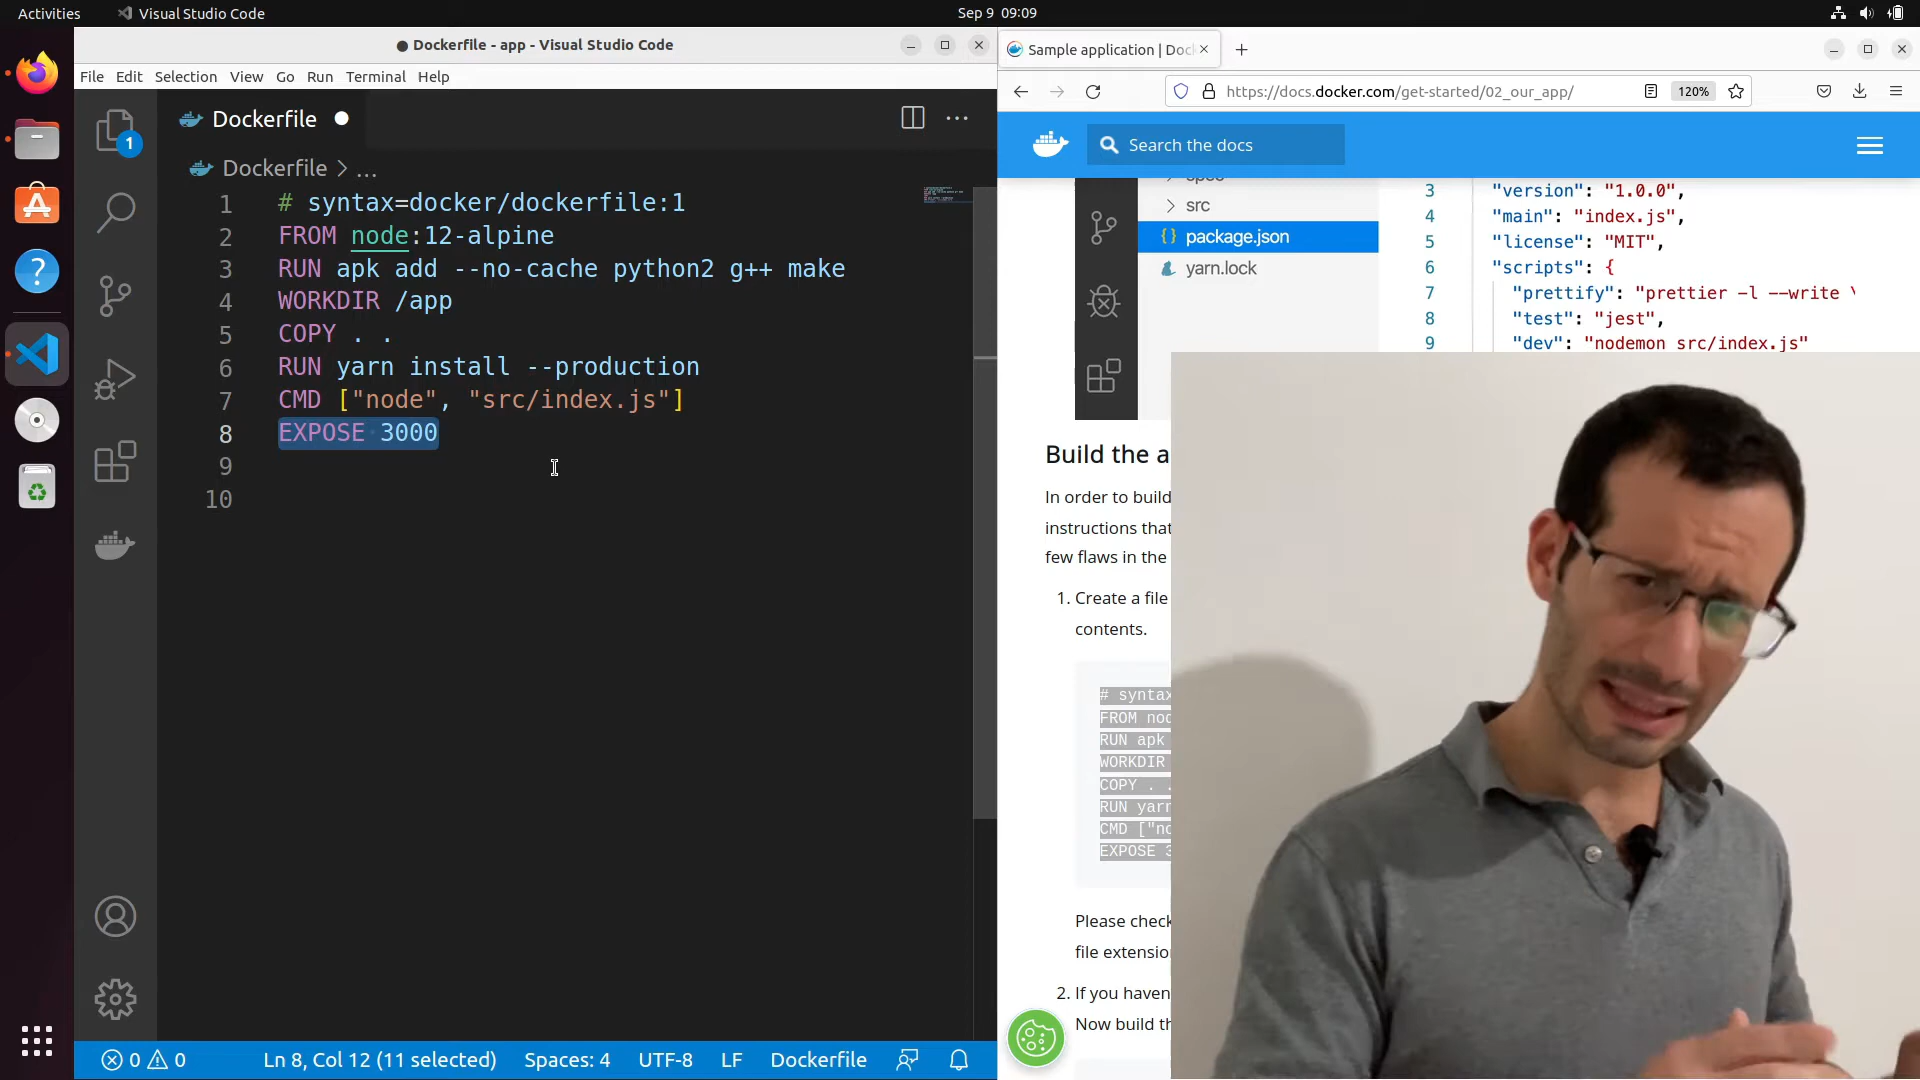 Activities
Visual Studio Code
Sep 9 09:09
● Dockerfile - app - Visual Studio Code
File Edit Selection View Go Run Terminal Help
1
Dockerfile
Dockerfile > ...
1 # syntax=docker/dockerfile:1
2 FROM node:12-alpine
3 RUN apk add --no-cache python2 g++ make
4 WORKDIR /app
5 COPY . .
6 RUN yarn install --production
7 CMD ["node", "src/index.js"]
8 EXPOSE 3000
9
10
0 0
Ln 8, Col 12 (11 selected)
Spaces: 4
UTF-8
LF
Dockerfile
Sample application | Doc
https://docs.docker.com/get-started/02_our_app/
120%
Search the docs
> src
{} package.json
yarn.lock
3 "version": "1.0.0",
4 "main": "index.js",
5 "license": "MIT",
6 "scripts": {
7 "prettify": "prettier -l --write \
8 "test": "jest",
9 "dev": "nodemon src/index.js"
Build the a
In order to build
instructions that
few flaws in the
1. Create a file
contents.
# syntax
FROM nod
RUN apk
WORKDIR
COPY . .
RUN yarn
CMD ["no
EXPOSE 3
Please check
file extensio
2. If you haven
Now build th